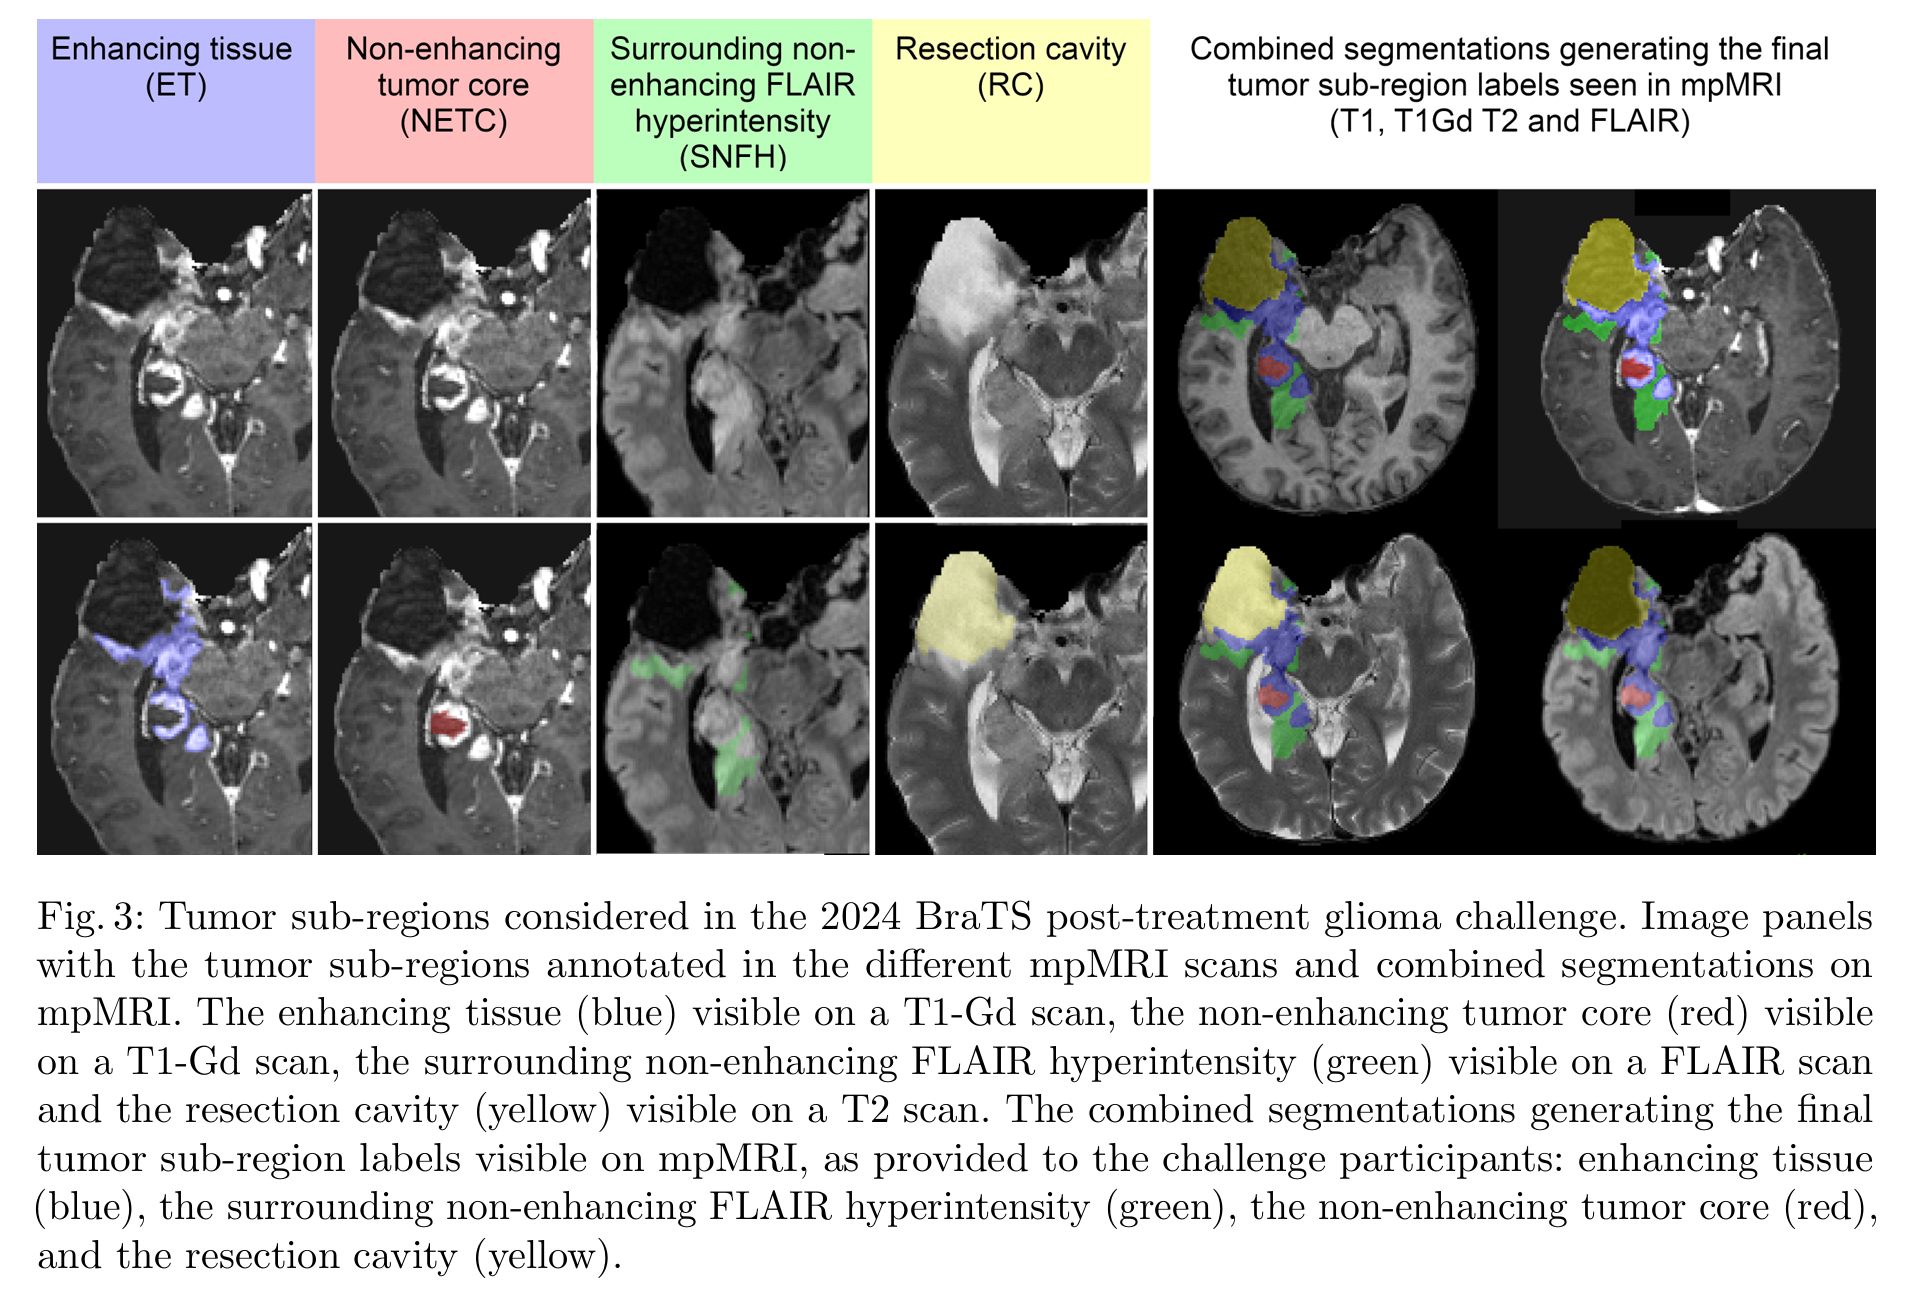 Enhancing tissue
(ET)
Non-enhancing
tumor core
(NETC)
Surrounding non-
enhancing FLAIR
hyperintensity
(SNFH)
Resection cavity
(RC)
Combined segmentations generating the final
tumor sub-region labels seen in mpMRI
(T1, T1Gd T2 and FLAIR)
Fig. 3: Tumor sub-regions considered in the 2024 BraTS post-treatment glioma challenge. Image panels
with the tumor sub-regions annotated in the different mpMRI scans and combined segmentations on
mpMRI. The enhancing tissue (blue) visible on a T1-Gd scan, the non-enhancing tumor core (red) visible
on a T1-Gd scan, the surrounding non-enhancing FLAIR hyperintensity (green) visible on a FLAIR scan
and the resection cavity (yellow) visible on a T2 scan. The combined segmentations generating the final
tumor sub-region labels visible on mpMRI, as provided to the challenge participants: enhancing tissue
(blue), the surrounding non-enhancing FLAIR hyperintensity (green), the non-enhancing tumor core (red),
and the resection cavity (yellow).